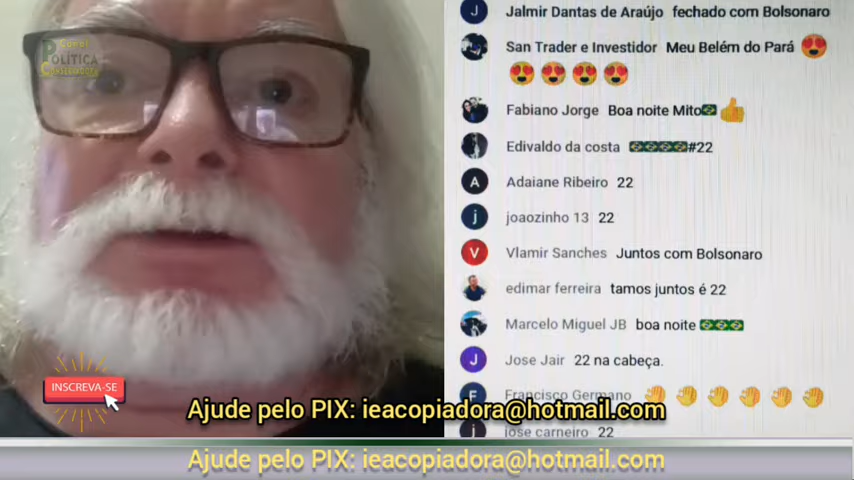 Canal
POLÍTICA
Conservadora
Jalmir Dantas de Araújo fechado com Bolsonaro
San Trader e Investidor Meu Belém do Pará 😍
😍😍😍😍
Fabiano Jorge Boa noite Mito🇧🇷👍
Edivaldo da costa 🇧🇷🇧🇷🇧🇷🇧🇷#22
A Adaiane Ribeiro 22
j joaozinho 13 22
V Vlamir Sanches Juntos com Bolsonaro
edimar ferreira tamos juntos é 22
Marcelo Miguel JB boa noite 🇧🇷🇧🇷🇧🇷
J Jose Jair 22 na cabeça.
F Francisco Germano 👏👏👏👏👏👏
j jose carneiro 22
INSCREVA-SE
Ajude pelo PIX: ieacopiadora@hotmail.com
Ajude pelo PIX: ieacopiadora@hotmail.com